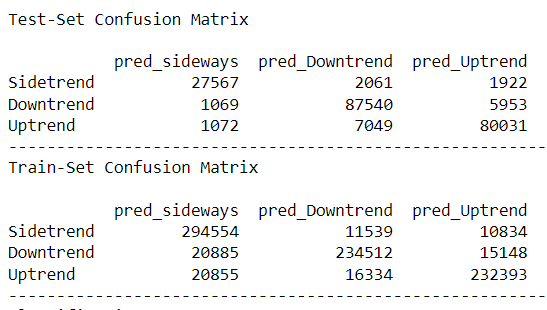 Test-Set Confusion Matrix
pred_sideways pred_Downtrend pred_Uptrend
Sidetrend 27567 2061 1922
Downtrend 1069 87540 5953
Uptrend 1072 7049 80031
--------------------------------------------------------
Train-Set Confusion Matrix
pred_sideways pred_Downtrend pred_Uptrend
Sidetrend 294554 11539 10834
Downtrend 20885 234512 15148
Uptrend 20855 16334 232393
--------------------------------------------------------